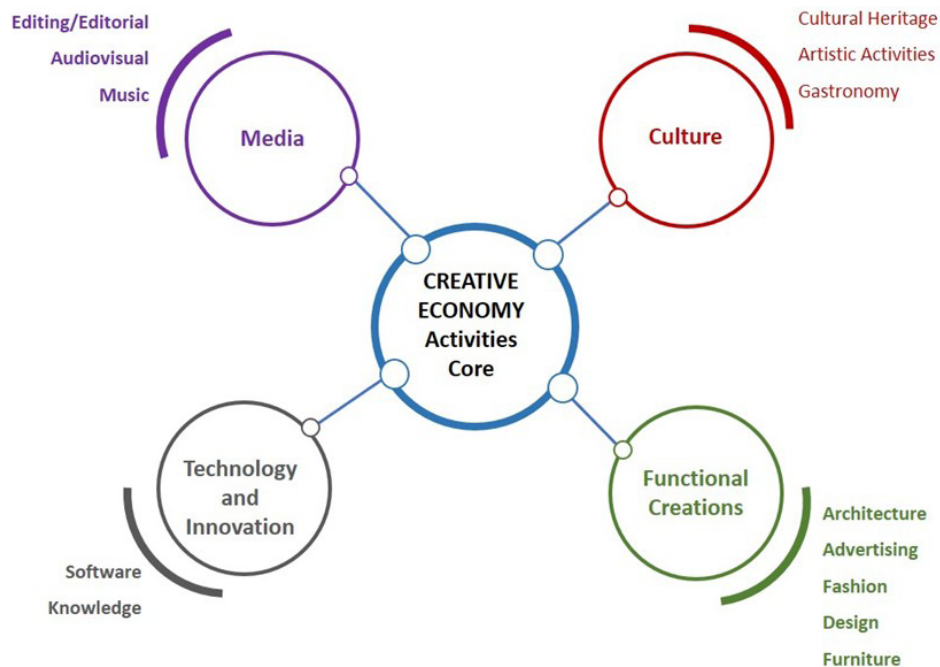 Editing/Editorial
Audiovisual
Music
Media
Cultural Heritage
Artistic Activities
Gastronomy
Culture
CREATIVE
ECONOMY
Activities
Core
Technology
and
Innovation
Software
Knowledge
Functional
Creations
Architecture
Advertising
Fashion
Design
Furniture